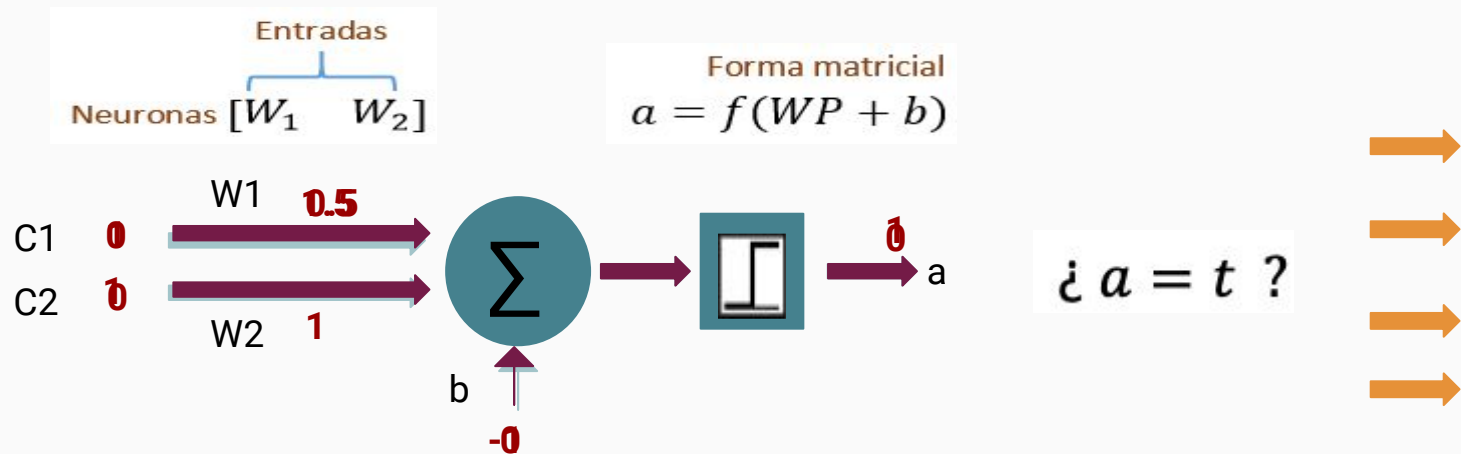 Entradas
Neuronas [W₁ W₂]
Forma matricial
a = f(WP + b)
W1
C1
C2
W2
1
∑
a
b
¿ a = t ?